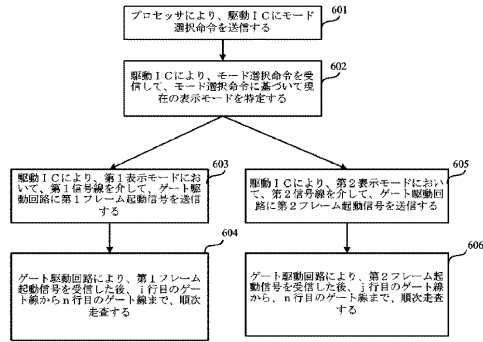 プロセッサにより、駆動ICにモード
選択命令を送信する
601
駆動ICにより、モード選択命令を受
信して、モード選択命令に基づいて現
在の表示モードを特定する
602
駆動ICにより、第1表示モードにお
いて、第1信号線を介して、ゲート駆
動回路に第1フレーム起動信号を送信
する
603
ゲート駆動回路により、第1フレーム
起動信号を受信した後、i行目のゲー
ト線からn行目のゲート線まで、順次
走査する
604
駆動ICにより、第2表示モードにおい
て、第2信号線を介して、ゲート駆動
回路に第2フレーム起動信号を送信する
605
ゲート駆動回路により、第2フレーム起
動信号を受信した後、j行目のゲート線
から、n行目のゲート線まで、順次走査
する
606